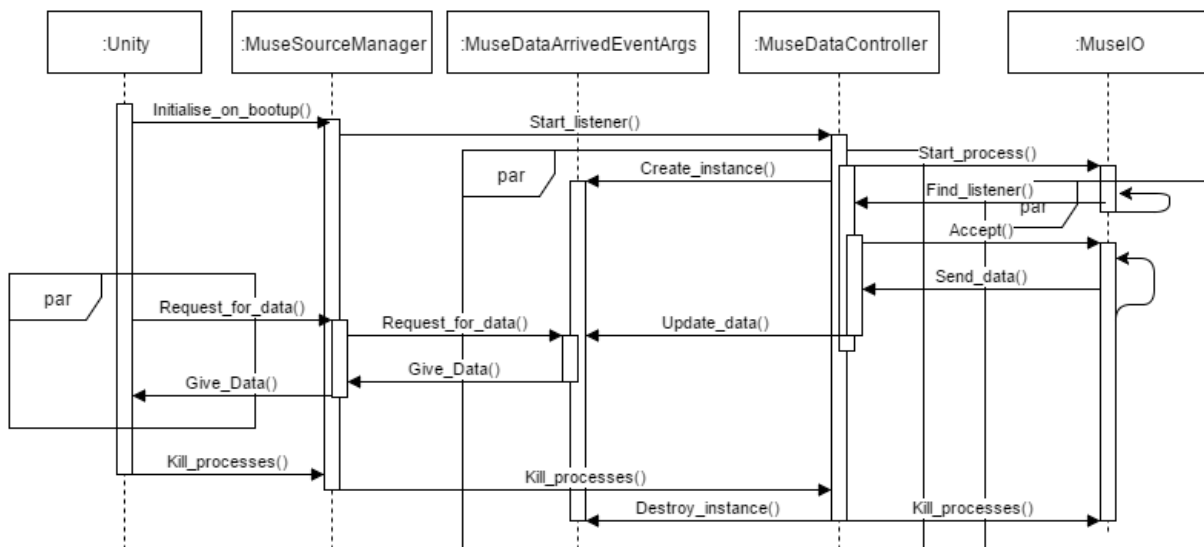 :Unity
:MuseSourceManager
:MuseDataArrivedEventArgs
:MuseDataController
:MuseIO
Initialise_on_bootup()
Start_listener()
Start_process()
par
Create_instance()
Find_listener()
par
Accept()
Send_data()
par
Request_for_data()
Request_for_data()
Update_data()
Give_Data()
Give_Data()
Kill_processes()
Kill_processes()
Destroy_instance()
Kill_processes()